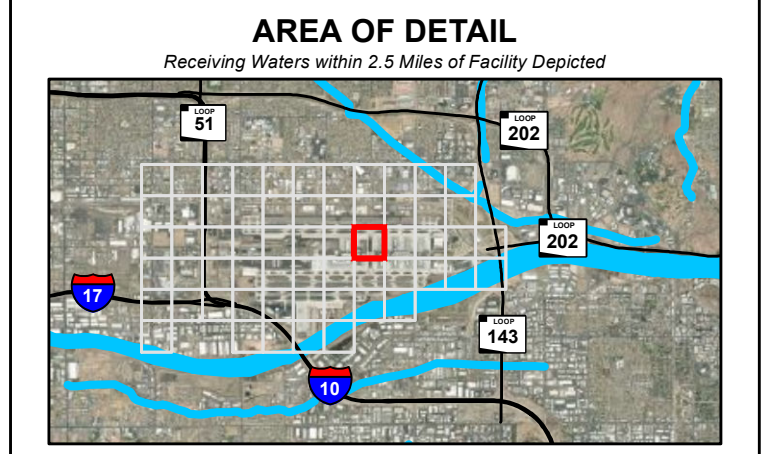 AREA OF DETAIL
Receiving Waters within 2.5 Miles of Facility Depicted
LOOP
51
LOOP
202
LOOP
202
17
LOOP
143
10